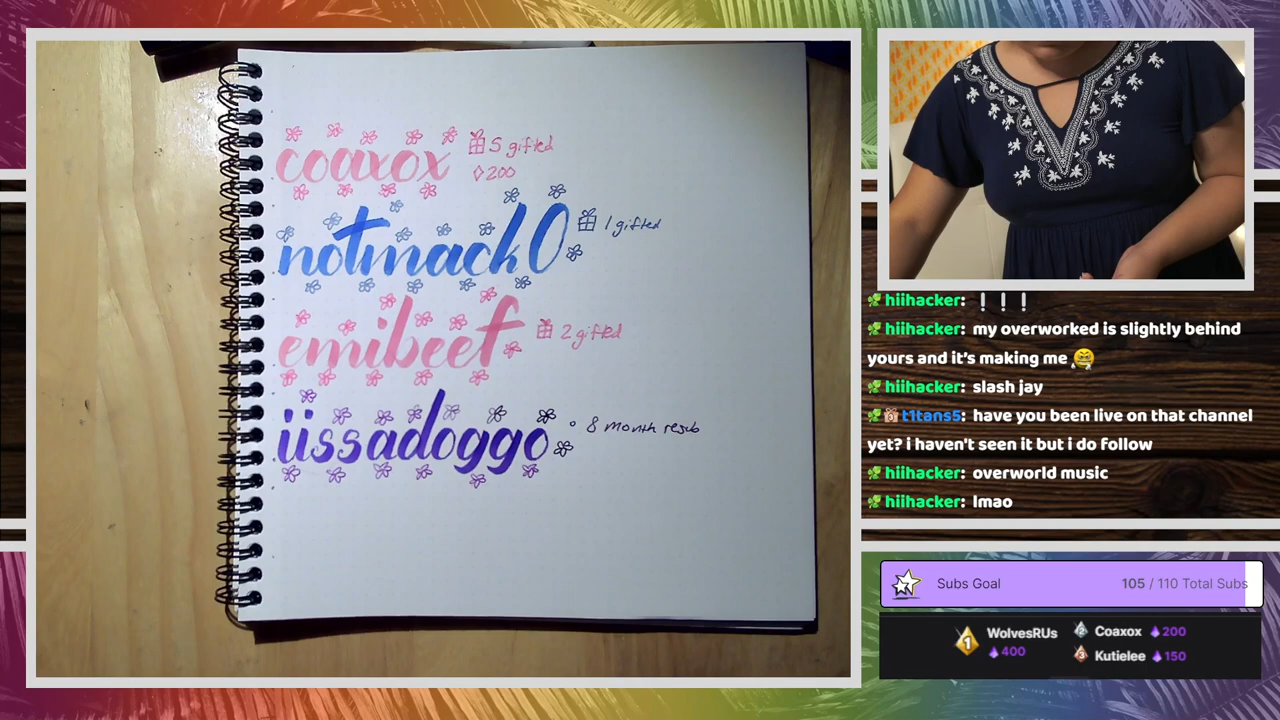 coaxox 5 gifted
200
notmack0 1 gifted
emibeef 2 gifted
iissadoggo 8 month resub
hiihacker: ❕❕❕
hiihacker: my overworked is slightly behind
yours and it's making me
hiihacker: slash jay
t1tans5: have you been live on that channel
yet? i haven't seen it but i do follow
hiihacker: overworld music
hiihacker: lmao
Subs Goal 105 / 110 Total Subs
1 WolvesRUs 400
2 Coaxox 200
3 Kutielee 150